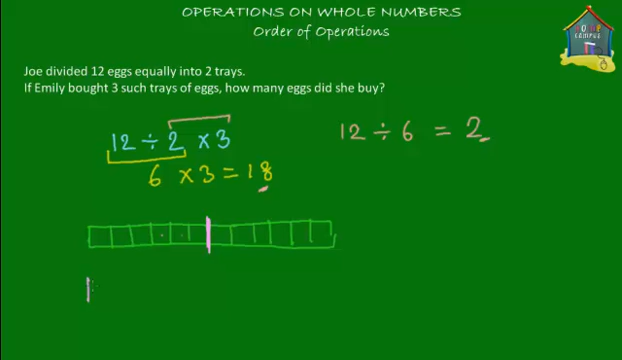 OPERATIONS ON WHOLE NUMBERS
Order of Operations
HOME
CAMPUS
Joe divided 12 eggs equally into 2 trays.
If Emily bought 3 such trays of eggs, how many eggs did she buy?
12 ÷ 2 × 3
6 × 3 = 18
12 ÷ 6 = 2